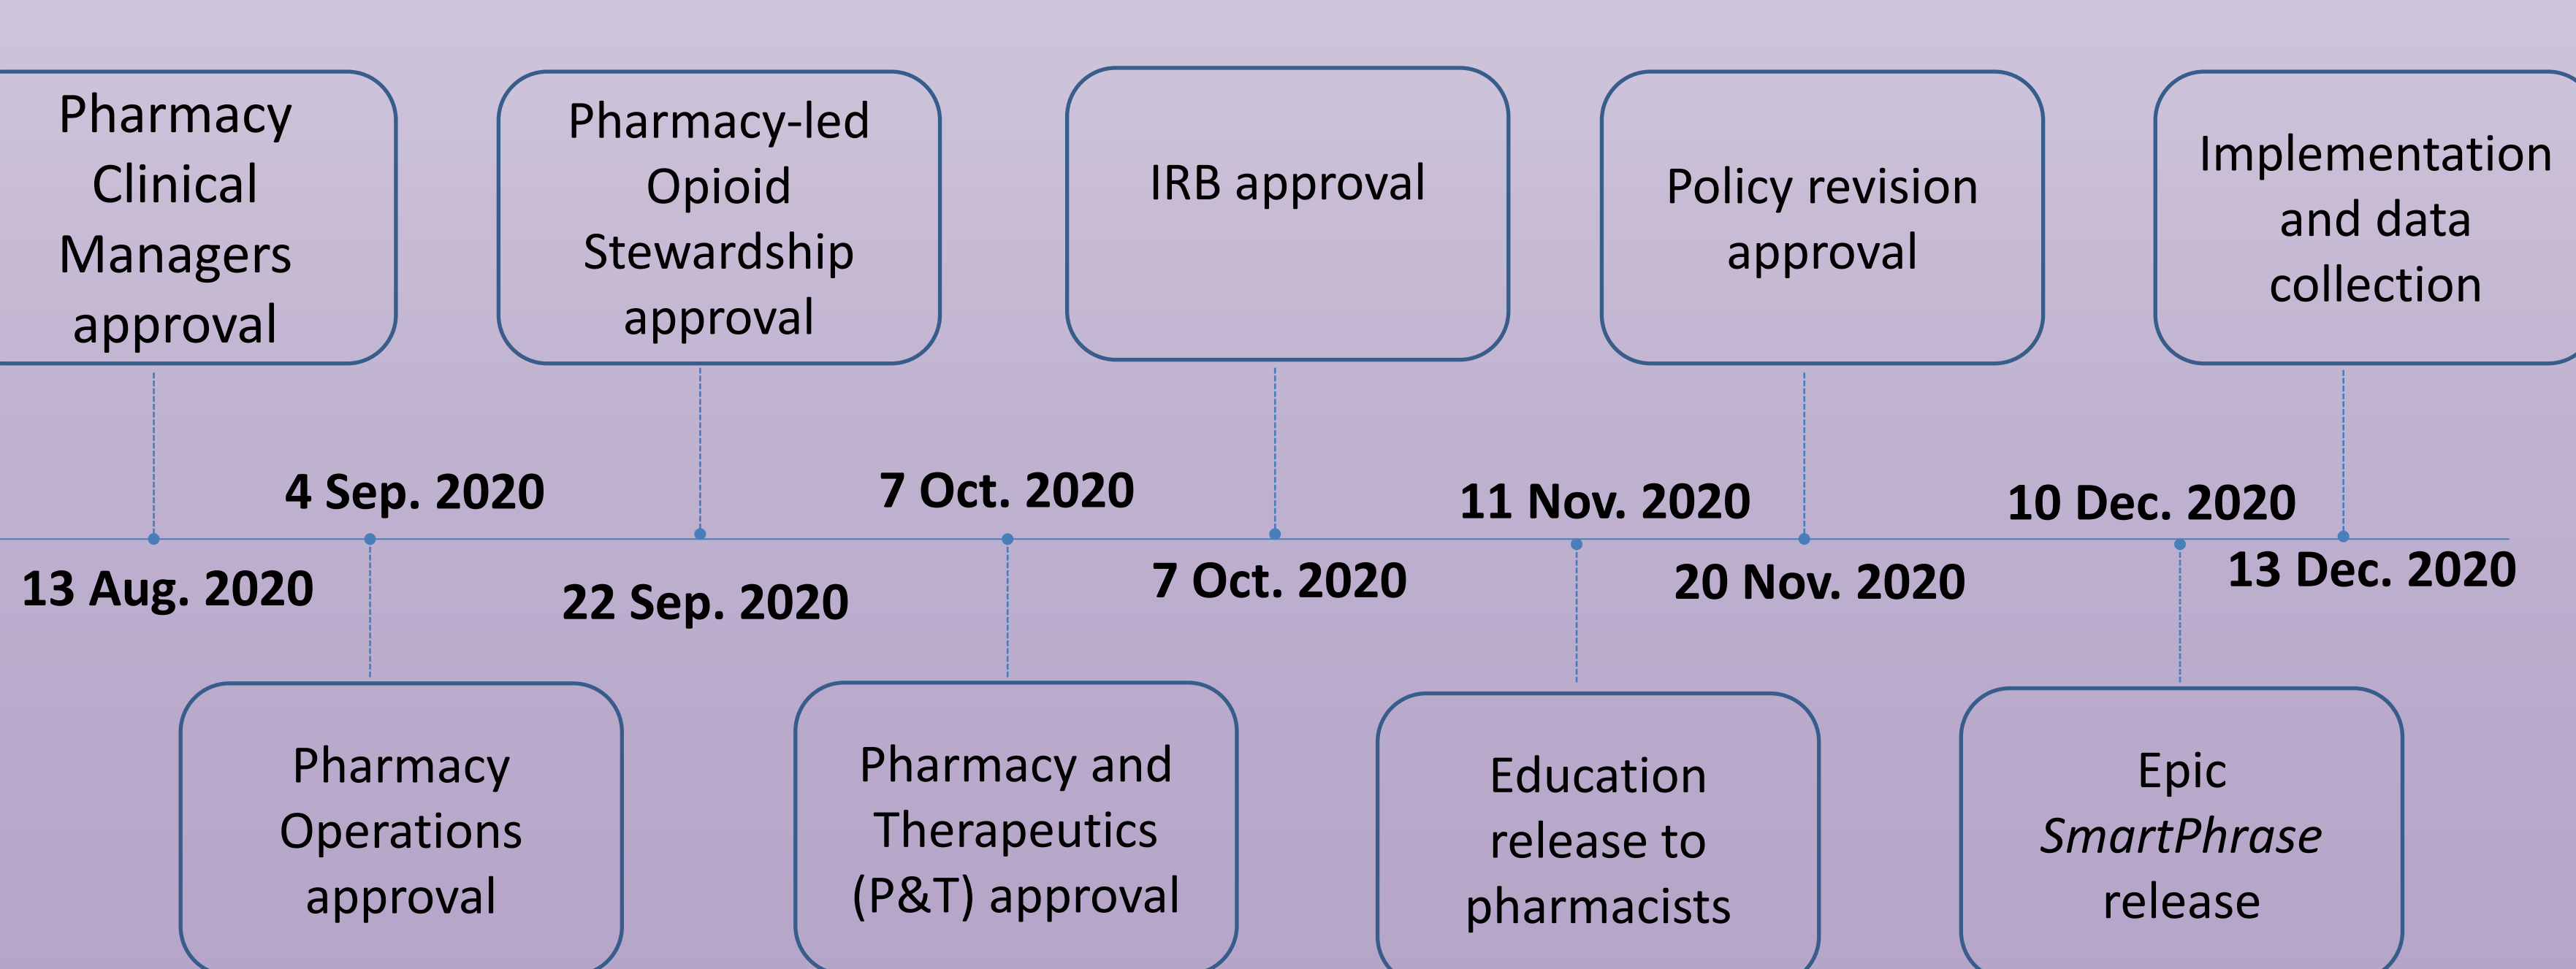 Pharmacy
Clinical
Managers
approval
Pharmacy-led
Opioid
Stewardship
approval
IRB approval
Policy revision
approval
Implementation
and data
collection
4 Sep. 2020
7 Oct. 2020
11 Nov. 2020
10 Dec. 2020
13 Aug. 2020
22 Sep. 2020
7 Oct. 2020
20 Nov. 2020
13 Dec. 2020
Pharmacy
Operations
approval
Pharmacy and
Therapeutics
(P&T) approval
Education
release to
pharmacists
Epic
SmartPhrase
release